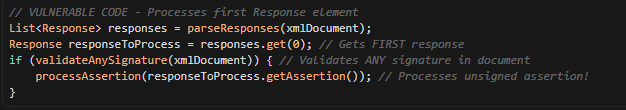 // VULNERABLE CODE - Processes first Response element
List<Response> responses = parseResponses(xmlDocument);
Response responseToProcess = responses.get(0); // Gets FIRST response
if (validateAnySignature(xmlDocument)) { // Validates ANY signature in document
    processAssertion(responseToProcess.getAssertion()); // Processes unsigned assertion!
}